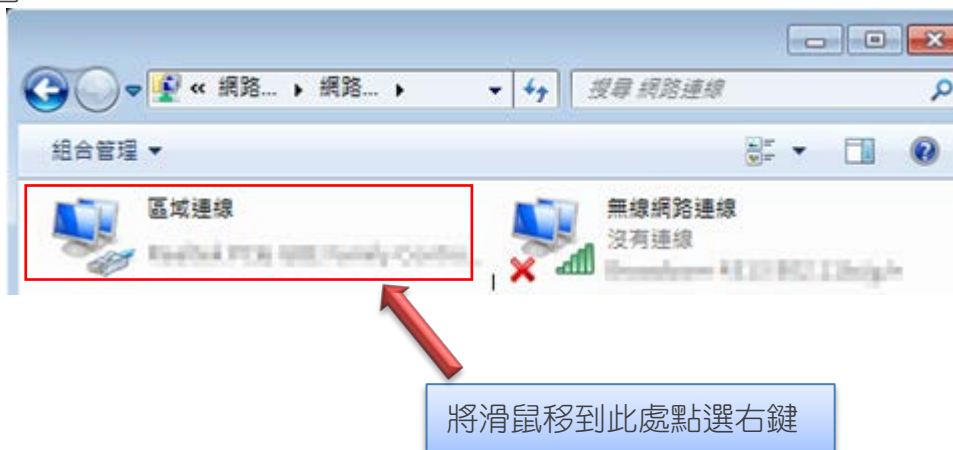 « 網路... ▸ 網路... ▸
搜尋 網路連線
組合管理
區域連線
無線網路連線
沒有連線
將滑鼠移到此處點選右鍵